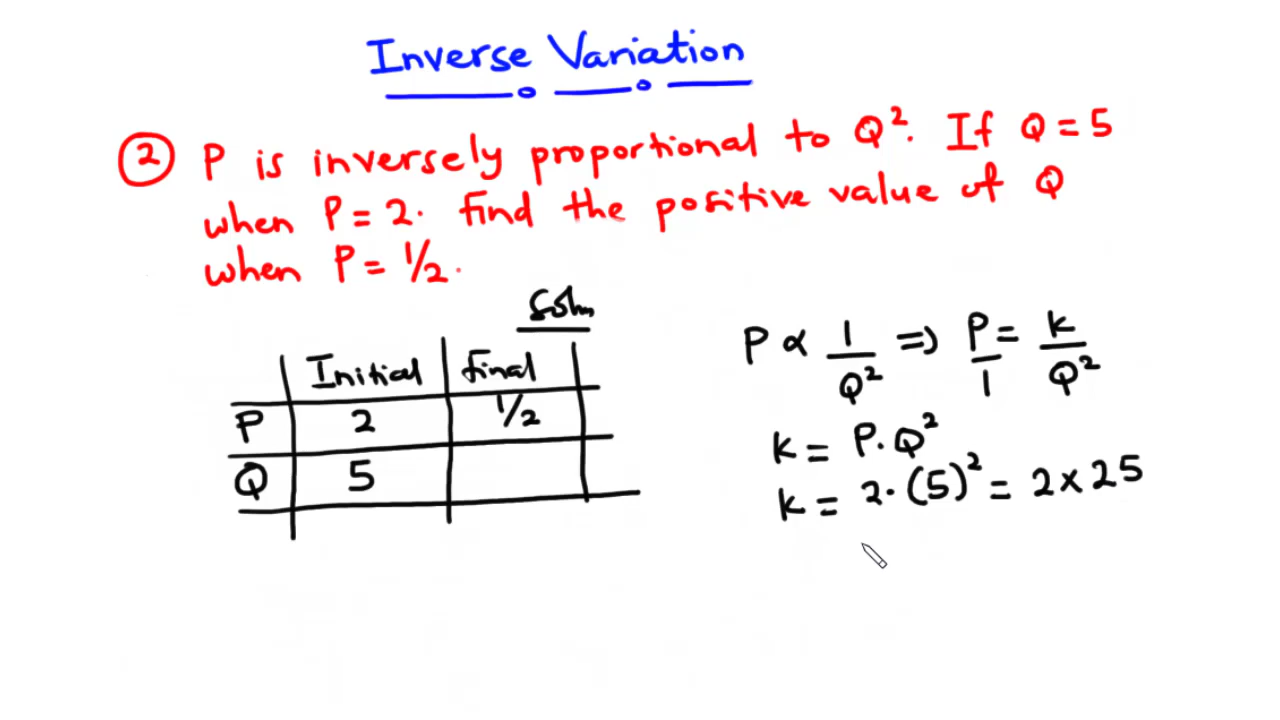 Inverse Variation
② P is inversely proportional to Q². If Q = 5
when P = 2. Find the positive value of Q
when P = 1/2.
Soln
Initial Final
P 2 1/2
Q 5
P ∝ 1/Q² ⇒ P/1 = k/Q²
k = P · Q²
k = 2 · (5)² = 2 × 25